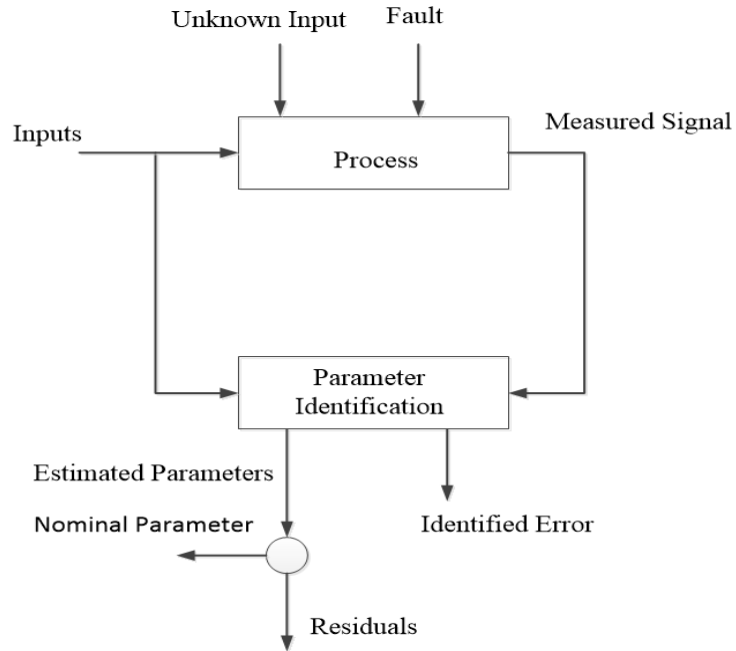 Unknown Input
Fault
Inputs
Measured Signal
Process
Parameter
Identification
Estimated Parameters
Nominal Parameter
Identified Error
Residuals